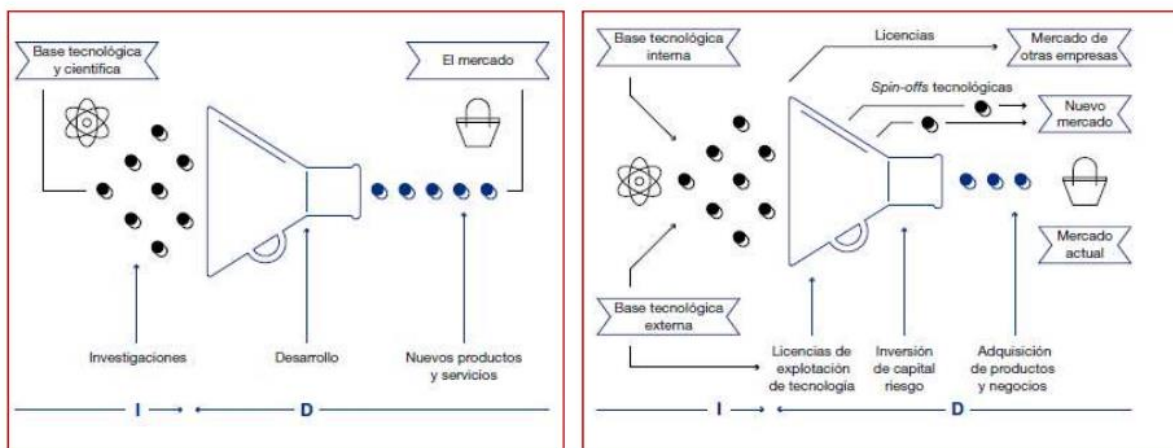 Base tecnológica
y científica
El mercado
Investigaciones
Desarrollo
Nuevos productos
y servicios
I
D
Base tecnológica
interna
Licencias
Mercado de
otras empresas
Spin-offs tecnológicas
Nuevo
mercado
Mercado
actual
Base tecnológica
externa
Licencias de
explotación
de tecnología
Inversión
de capital
riesgo
Adquisición
de productos
y negocios
I
D